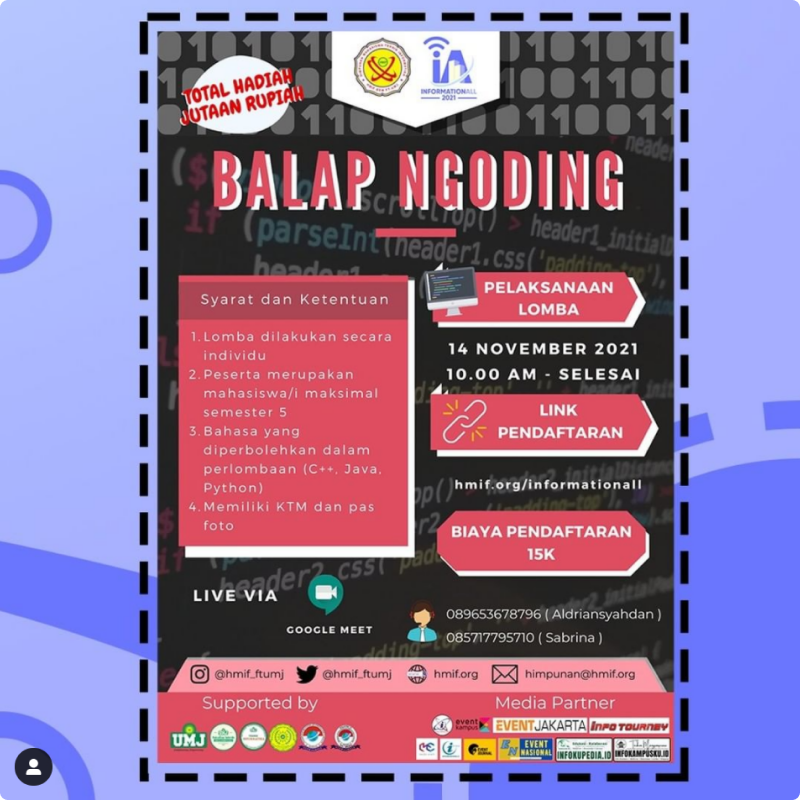 TOTAL HADIAH
JUTAAN RUPIAH
INFORMATIONALL
2021
BALAP NGODING
Syarat dan Ketentuan
1. Lomba dilakukan secara
individu
2. Peserta merupakan
mahasiswa/i maksimal
semester 5
3. Bahasa yang
diperbolehkan dalam
perlombaan (C++, Java,
Python)
4. Memiliki KTM dan pas
foto
PELAKSANAAN
LOMBA
14 NOVEMBER 2021
10.00 AM - SELESAI
LINK
PENDAFTARAN
hmif.org/informationall
BIAYA PENDAFTARAN
15K
LIVE VIA
GOOGLE MEET
089653678796 ( Aldriansyahdan )
085717795710 ( Sabrina )
@hmif_ftumj @hmif_ftumj hmif.org himpunan@hmif.org
Supported by
UMJ
Media Partner
event kampus EVENTJAKARTA INFO TOURNEY
EVENT NASIONAL INFOKUPEDIA.ID INFOKAMPUSKU.ID